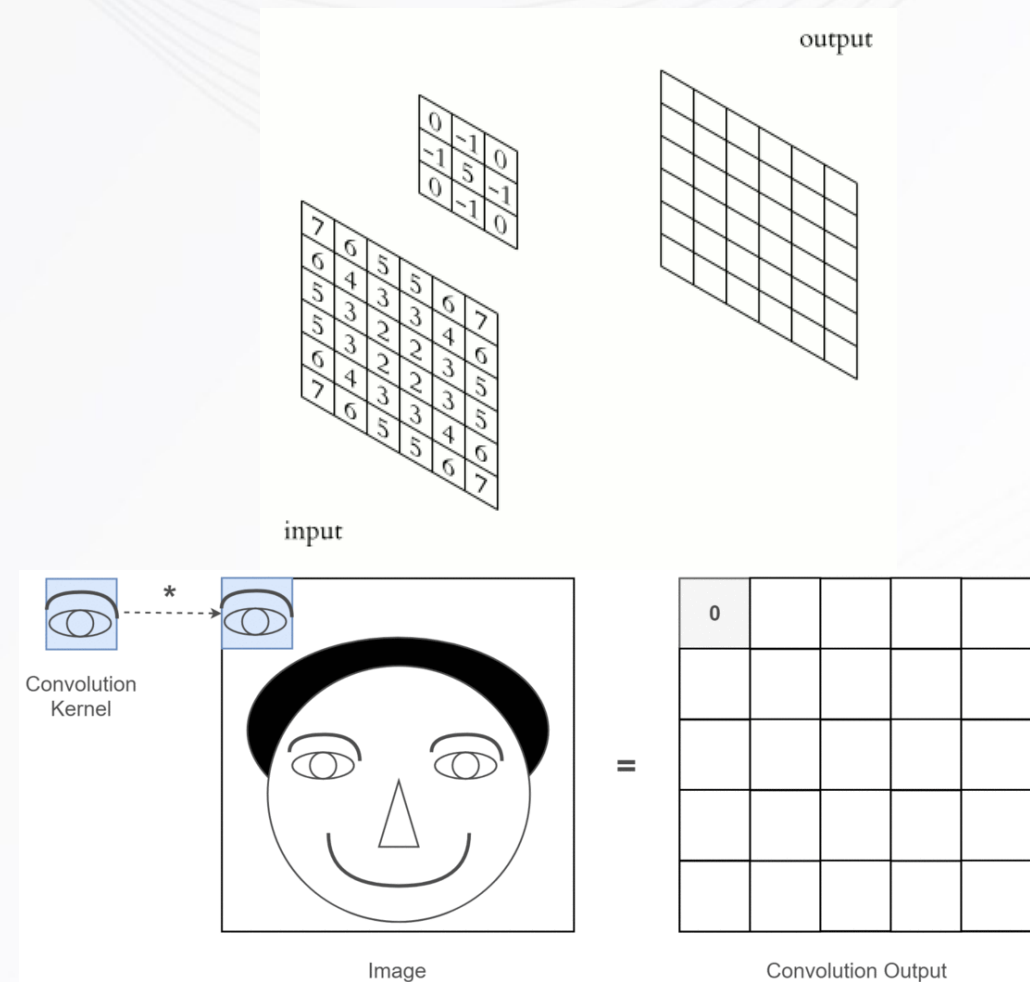 output
0 -1 0
-1 5 -1
0 -1 0
7 6 5 5 6 7
6 4 3 3 4 6
5 3 2 2 3 5
5 3 2 2 3 5
6 4 3 3 4 6
7 6 5 5 6 7
input
*
Convolution
Kernel
=
0
Image
Convolution Output